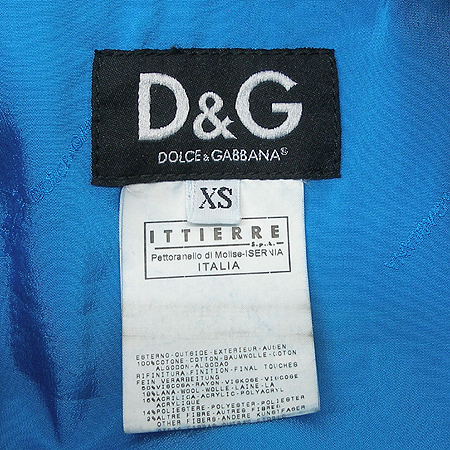 D&G
DOLCE & GABBANA®
XS
ITTIERRE
S.p.A.
Pettoranello di Molise-ISERNIA
ITALIA
ESTERNO-OUTSIDE-EXTERIEUR-AUßEN
100%COTONE-COTTON-BAUMWOLLE-COTON
ALGODON-ALGODAO
RIFINITURA-FINITION-FINAL TOUCHES
FEIN VERARBEITUNG
50%VISCOSA-RAYON-VISKOSE-VISCOSE
18%LANA-WOOL-WOLLE-LAINE-LA
16%ACRILICA-ACRYLIC-POLYACRYL
ACRYLIQUE
14%POLIESTERE-POLYESTER-POLIESTER
2%ALTRE FIBRE-AUTRES FIBRES
OTHER FIBERS-ANDERE KUNSTFASER